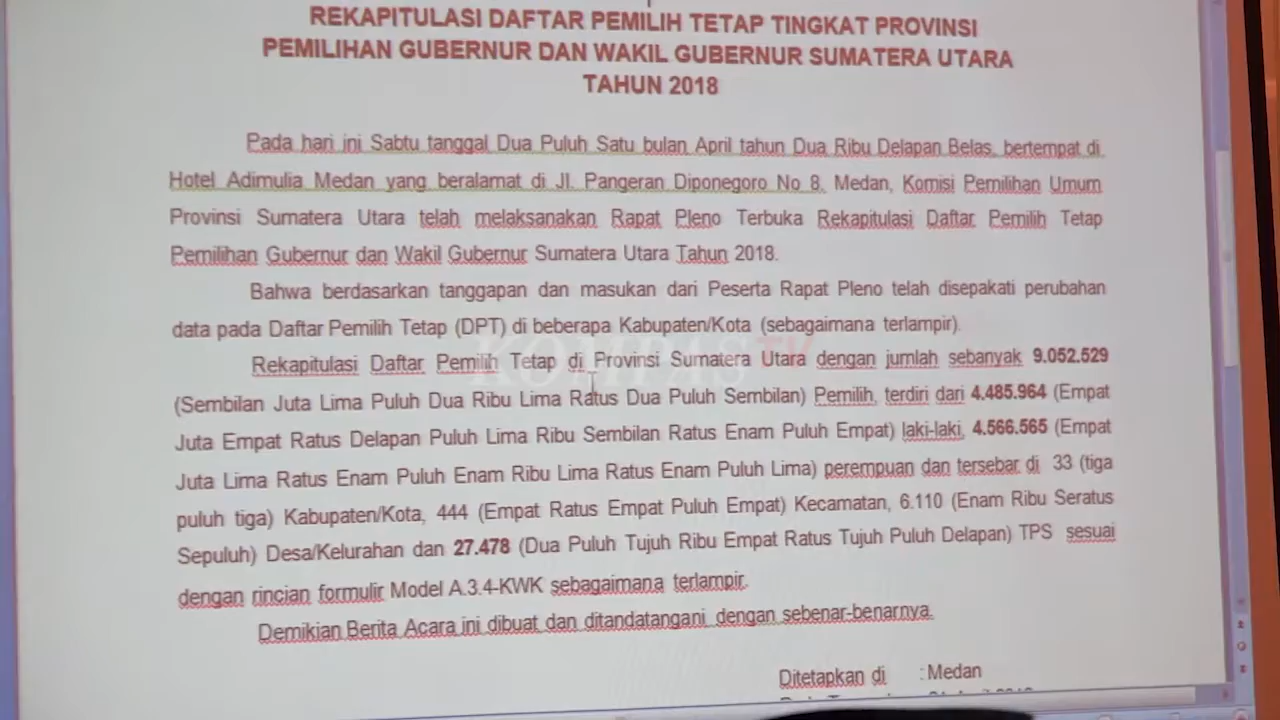 REKAPITULASI DAFTAR PEMILIH TETAP TINGKAT PROVINSI
PEMILIHAN GUBERNUR DAN WAKIL GUBERNUR SUMATERA UTARA
TAHUN 2018
Pada hari ini Sabtu tanggal Dua Puluh Satu bulan April tahun Dua Ribu Delapan Belas, bertempat di
Hotel Adimulia Medan yang beralamat di Jl. Pangeran Diponegoro No 8, Medan, Komisi Pemilihan Umum
Provinsi Sumatera Utara telah melaksanakan Rapat Pleno Terbuka Rekapitulasi Daftar Pemilih Tetap
Pemilihan Gubernur dan Wakil Gubernur Sumatera Utara Tahun 2018.
Bahwa berdasarkan tanggapan dan masukan dari Peserta Rapat Pleno telah disepakati perubahan
data pada Daftar Pemilih Tetap (DPT) di beberapa Kabupaten/Kota (sebagaimana terlampir).
KOMPAS TV
Rekapitulasi Daftar Pemilih Tetap di Provinsi Sumatera Utara dengan jumlah sebanyak 9.052.529
(Sembilan Juta Lima Puluh Dua Ribu Lima Ratus Dua Puluh Sembilan) Pemilih, terdiri dari 4.485.964 (Empat
Juta Empat Ratus Delapan Puluh Lima Ribu Sembilan Ratus Enam Puluh Empat) laki-laki, 4.566.565 (Empat
Juta Lima Ratus Enam Puluh Enam Ribu Lima Ratus Enam Puluh Lima) perempuan dan tersebar di 33 (tiga
puluh tiga) Kabupaten/Kota, 444 (Empat Ratus Empat Puluh Empat) Kecamatan, 6.110 (Enam Ribu Seratus
Sepuluh) Desa/Kelurahan dan 27.478 (Dua Puluh Tujuh Ribu Empat Ratus Tujuh Puluh Delapan) TPS sesuai
dengan rincian formulir Model A.3.4-KWK sebagaimana terlampir.
Demikian Berita Acara ini dibuat dan ditandatangani dengan sebenar-benarnya.
Ditetapkan di : Medan